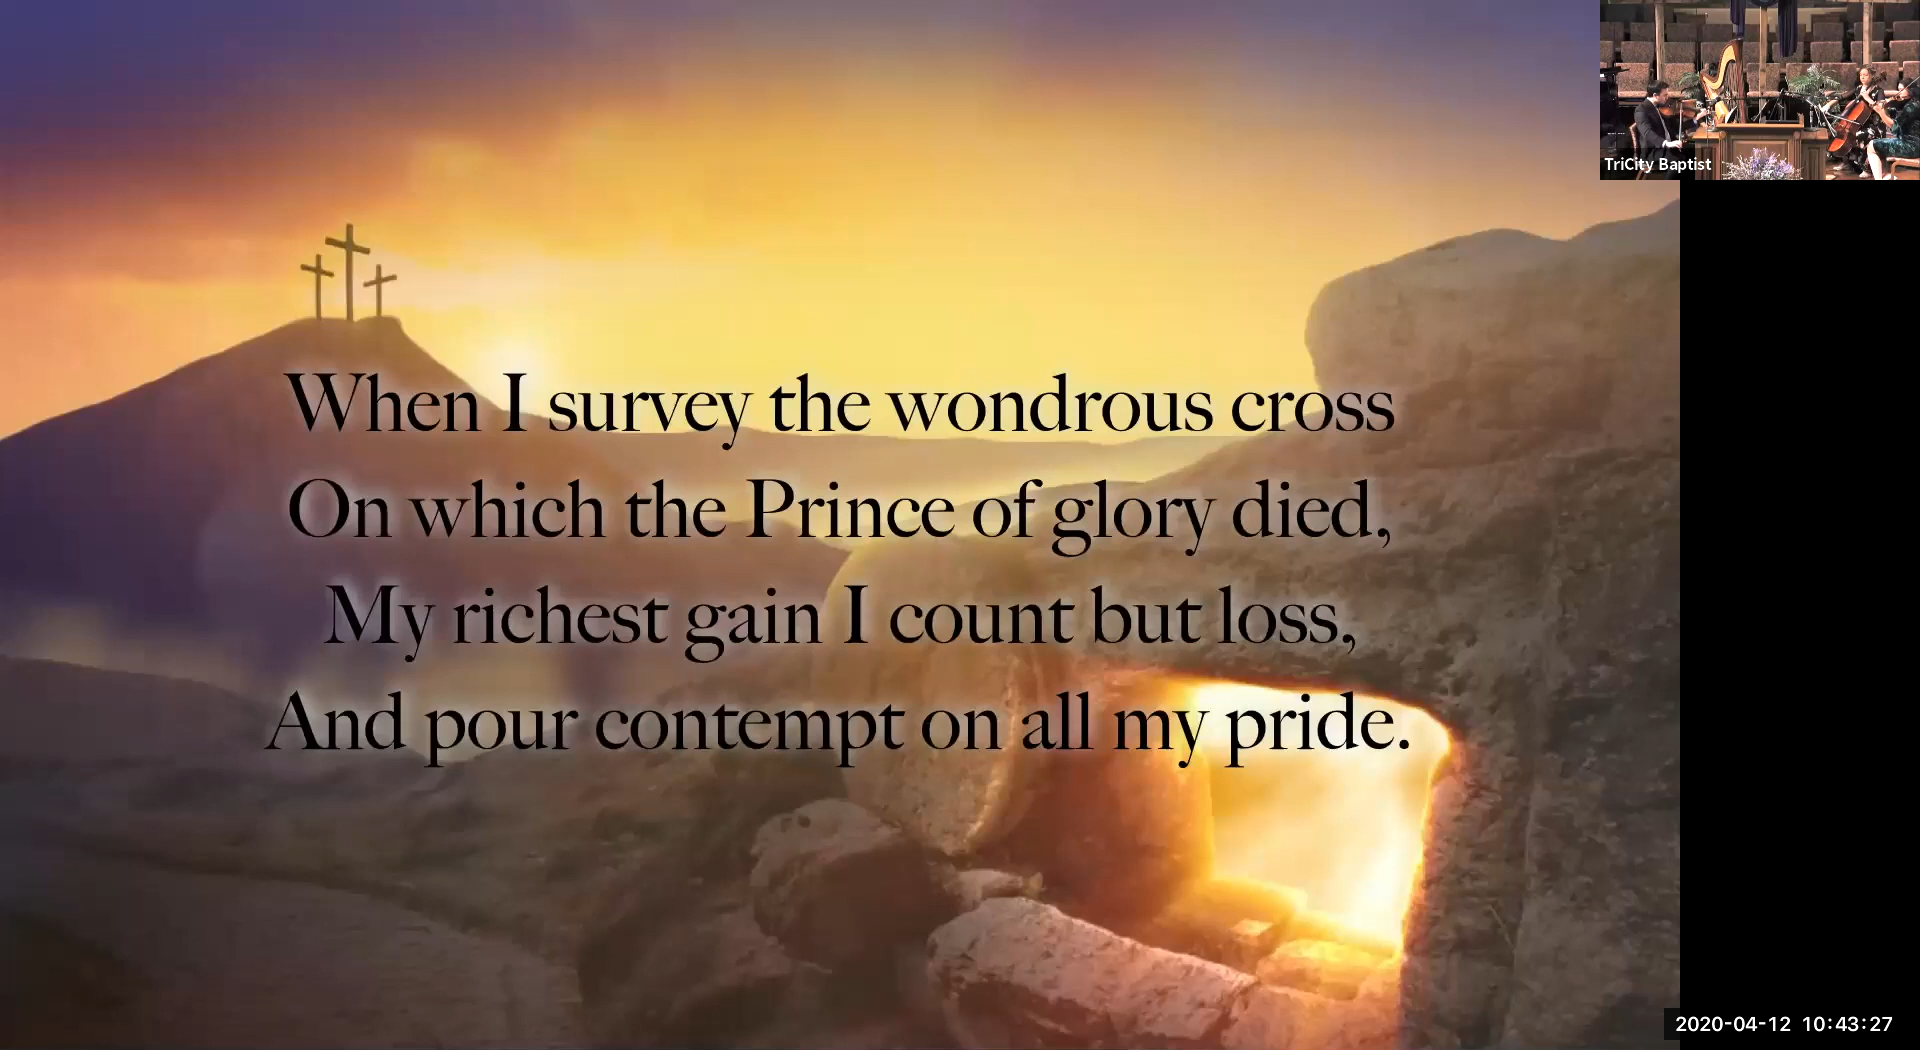 When I survey the wondrous cross
On which the Prince of glory died,
My richest gain I count but loss,
And pour contempt on all my pride.
TriCity Baptist
2020-04-12 10:43:27